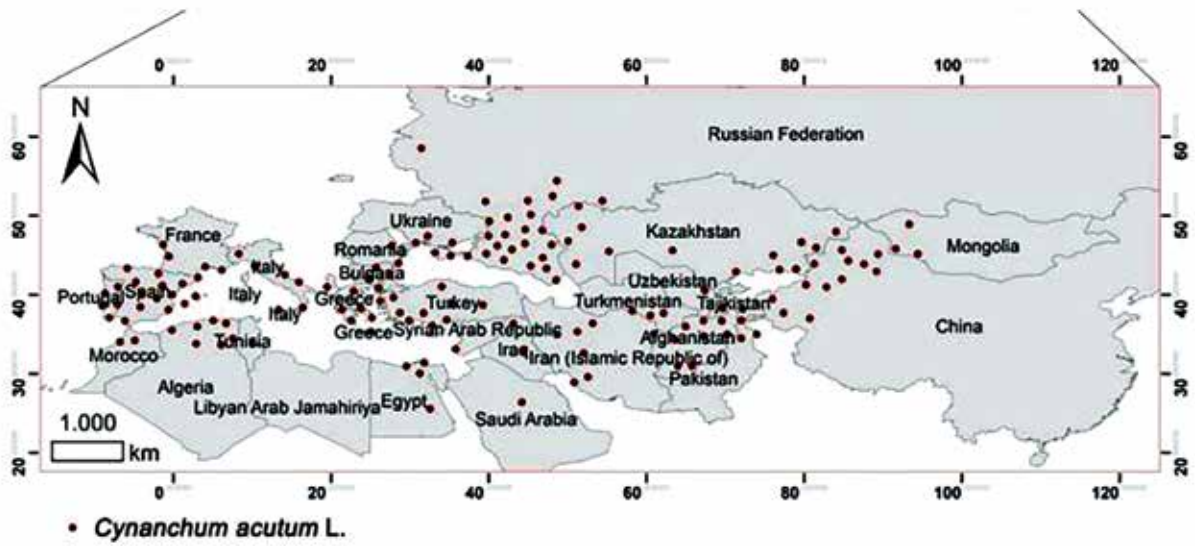 0 20 40 60 80 100 120
N
60 60
Russian Federation
50 50
Ukraine
France
Kazakhstan
Mongolia
Romania
Italy
Bulgaria
Uzbekistan
40 40
Portugal Spain Italy Greece Turkey Turkmenistan Tajikistan
Italy
China
Greece Syrian Arab Republic Afghanistan
Morocco Tunisia Iraq Iran (Islamic Republic of)
30 30
Algeria Pakistan
Libyan Arab Jamahiriya Egypt
Saudi Arabia
1.000
km
20 20
0 20 40 60 80 100 120
Cynanchum acutum L.